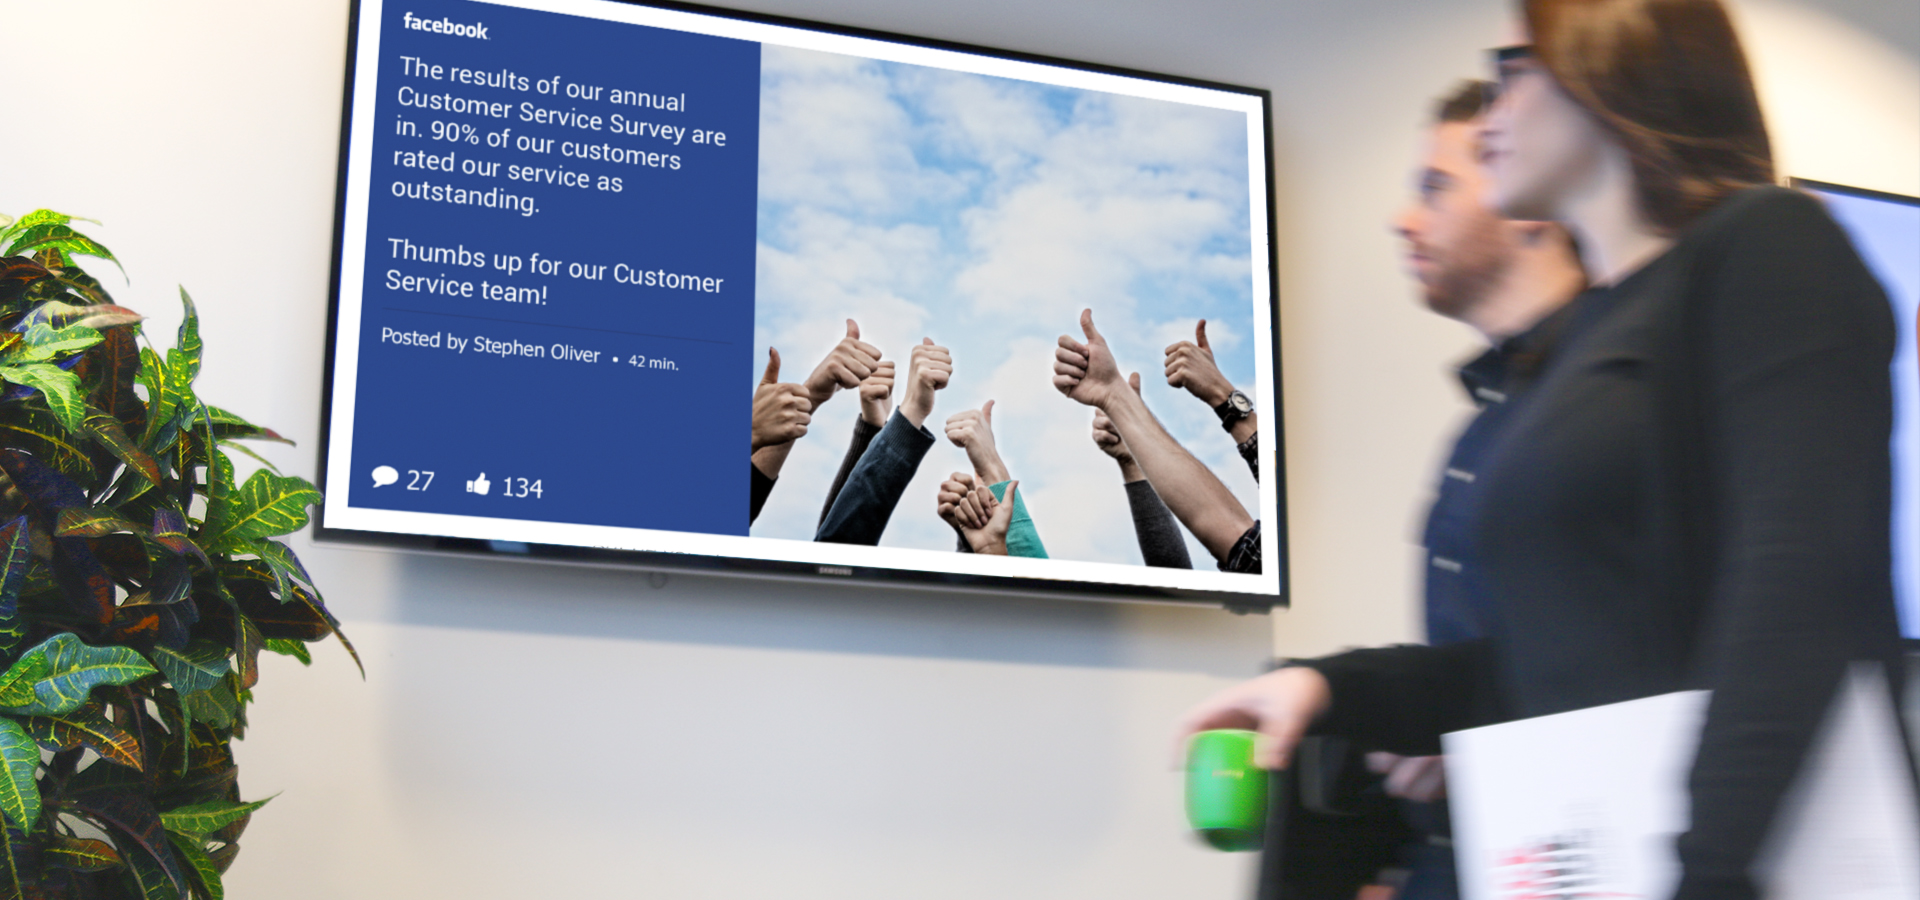 facebook
The results of our annual
Customer Service Survey are
in. 90% of our customers
rated our service as
outstanding.
Thumbs up for our Customer
Service team!
Posted by Stephen Oliver • 42 min.
27 134
SAMSUNG